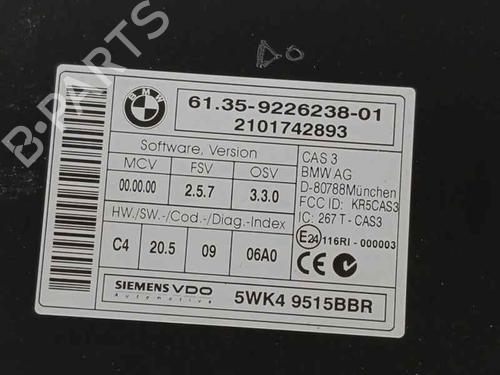 B-PARTS
BMW
61.35-9226238-01
2101742893
Software, Version
MCV FSV OSV
00.00.00 2.5.7 3.3.0
HW./SW.-/Cod.-/Diag.-Index
C4 20.5 09 06A0
CAS 3
BMW AG
D-80788München
FCC ID: KR5CAS3
IC: 267 T - CAS3
E24 116RI - 000003
CE
SIEMENS VDO
Automotive
5WK4 9515BBR